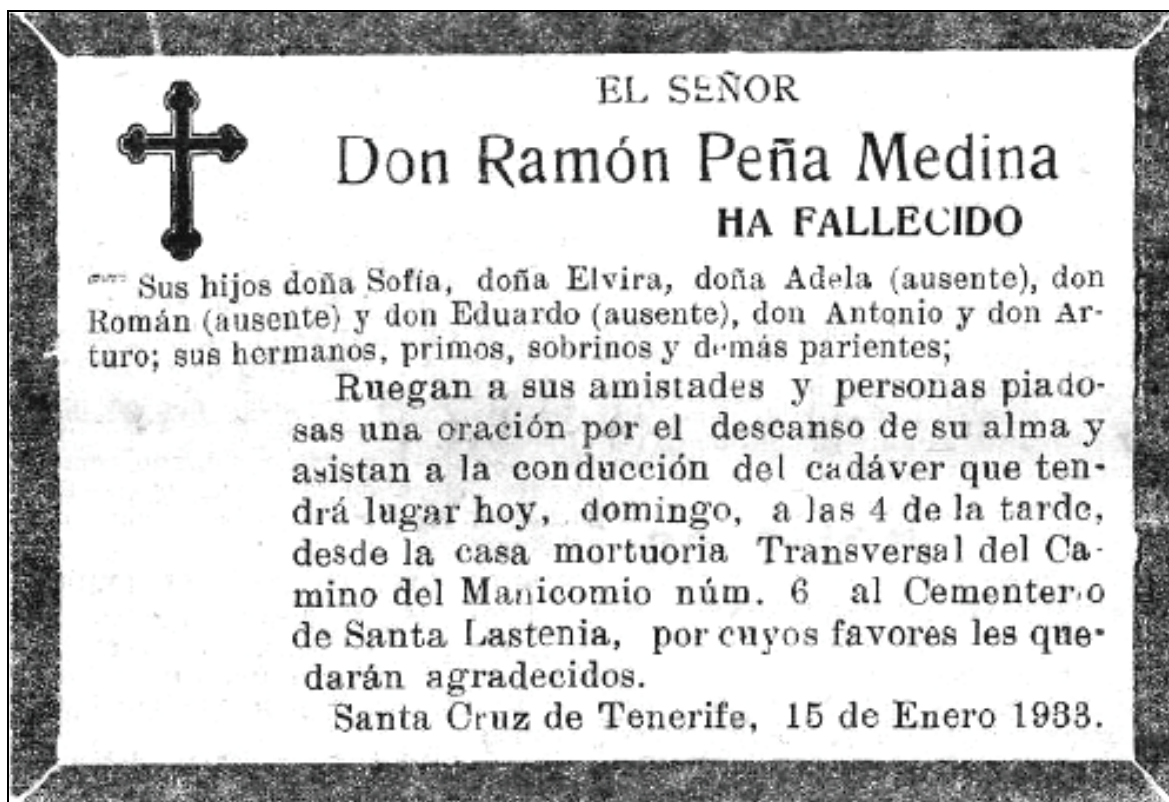 EL SEÑOR
Don Ramón Peña Medina
HA FALLECIDO
Sus hijos doña Sofía, doña Elvira, doña Adela (ausente), don
Román (ausente) y don Eduardo (ausente), don Antonio y don Ar-
turo; sus hermanos, primos, sobrinos y demás parientes;
Ruegan a sus amistades y personas piado-
sas una oración por el descanso de su alma y
asistan a la conducción del cadáver que ten-
drá lugar hoy, domingo, a las 4 de la tarde,
desde la casa mortuoria Transversal del Ca-
mino del Manicomio núm. 6 al Cementerio
de Santa Lastenia, por cuyos favores les que-
darán agradecidos.
Santa Cruz de Tenerife, 15 de Enero 1933.